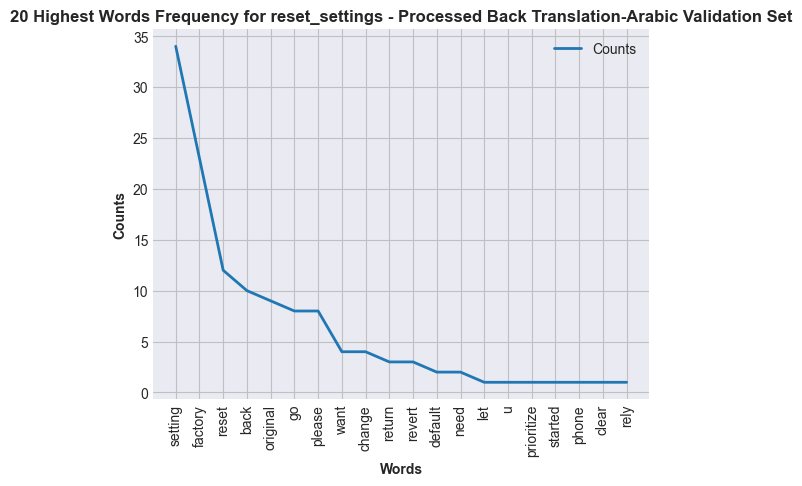 20 Highest Words Frequency for reset_settings - Processed Back Translation-Arabic Validation Set
Counts
35
30
25
20
15
10
5
0
Counts
setting
factory
reset
back
original
go
please
want
change
return
revert
default
need
let
u
prioritize
started
phone
clear
rely
Words